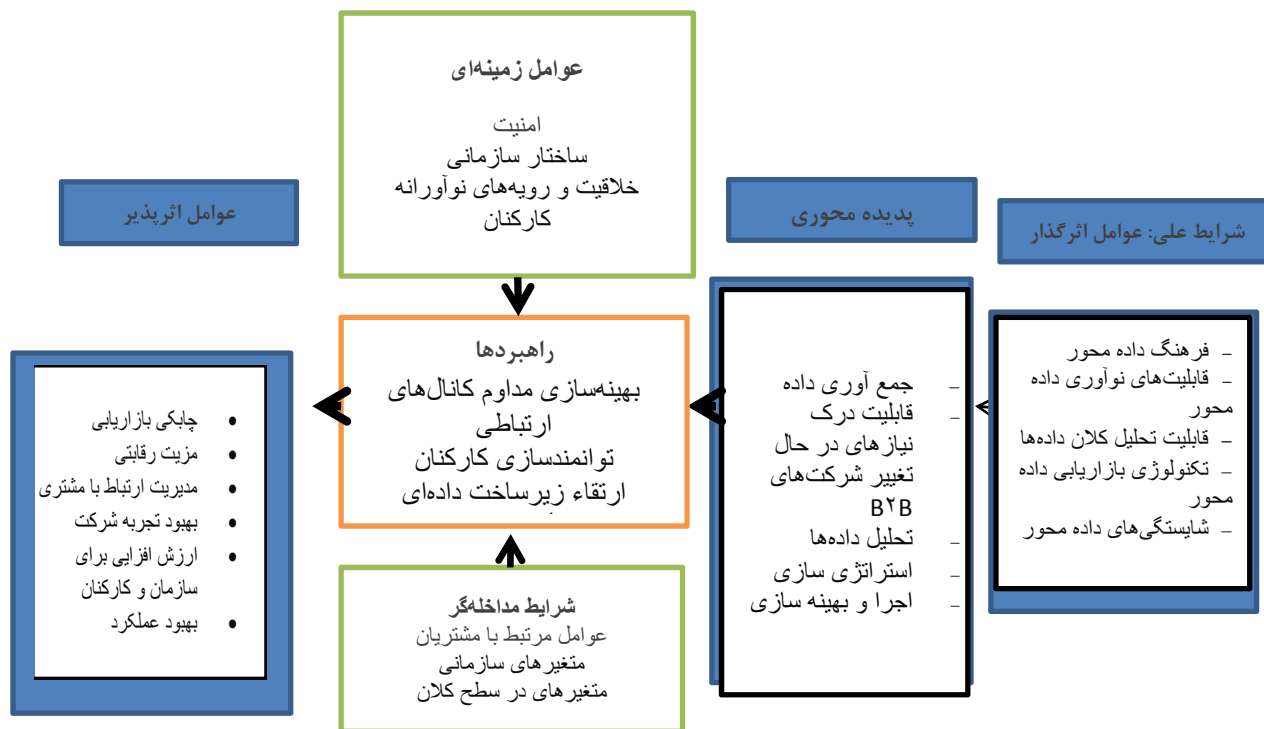 عوامل زمینه‌ای
امنیت
ساختار سازمانی
خلاقیت و رویه‌های نوآورانه
کارکنان
شرایط علی: عوامل اثرگذار
- فرهنگ داده محور
- قابلیت‌های نوآوری داده
محور
- قابلیت تحلیل کلان داده‌ها
- تکنولوژی بازاریابی داده
محور
- شایستگی‌های داده محور
پدیده محوری
- جمع آوری داده
- قابلیت درک
نیازهای در حال
تغییر شرکت‌های
B۲B
- تحلیل داده‌ها
- استراتژی سازی
- اجرا و بهینه سازی
راهبردها
بهینه‌سازی مداوم کانال‌های
ارتباطی
توانمندسازی کارکنان
ارتقاء زیرساخت داده‌ای
شرایط مداخله‌گر
عوامل مرتبط با مشتریان
متغیرهای سازمانی
متغیرهای در سطح کلان
عوامل اثرپذیر
• چابکی بازاریابی
• مزیت رقابتی
• مدیریت ارتباط با مشتری
• بهبود تجربه شرکت
• ارزش افزایی برای
سازمان و کارکنان
• بهبود عملکرد